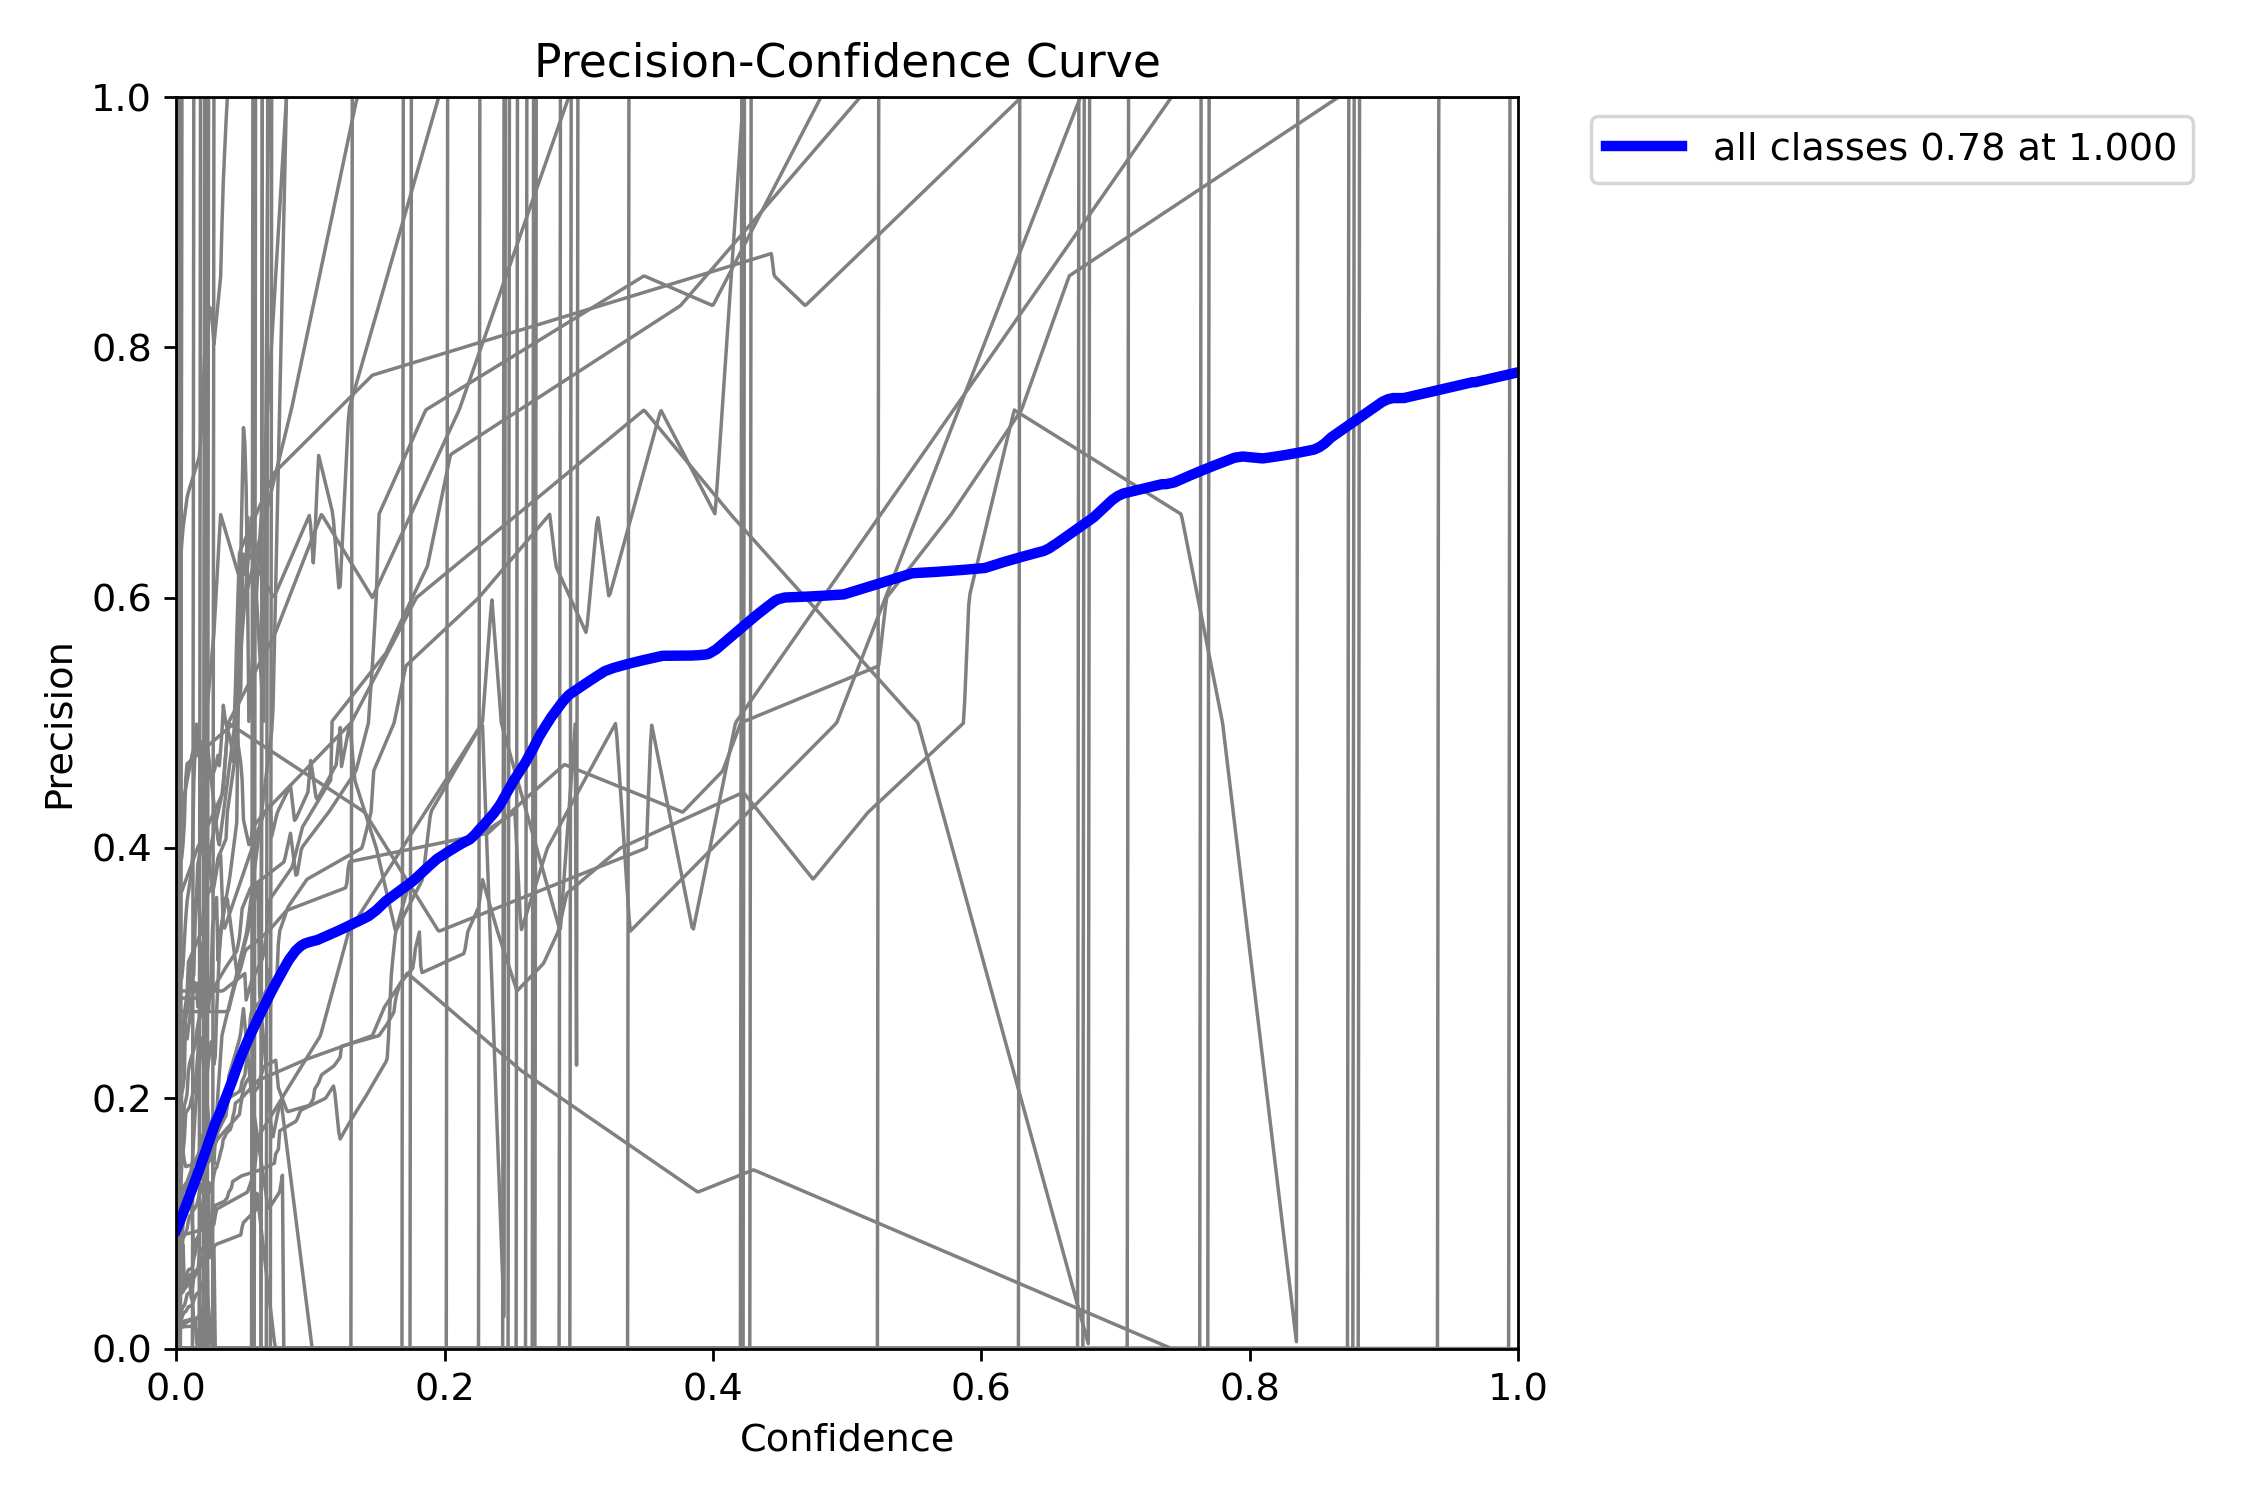 Precision-Confidence Curve
all classes 0.78 at 1.000
Precision
1.0
0.8
0.6
0.4
0.2
0.0
0.0 0.2 0.4 0.6 0.8 1.0
Confidence